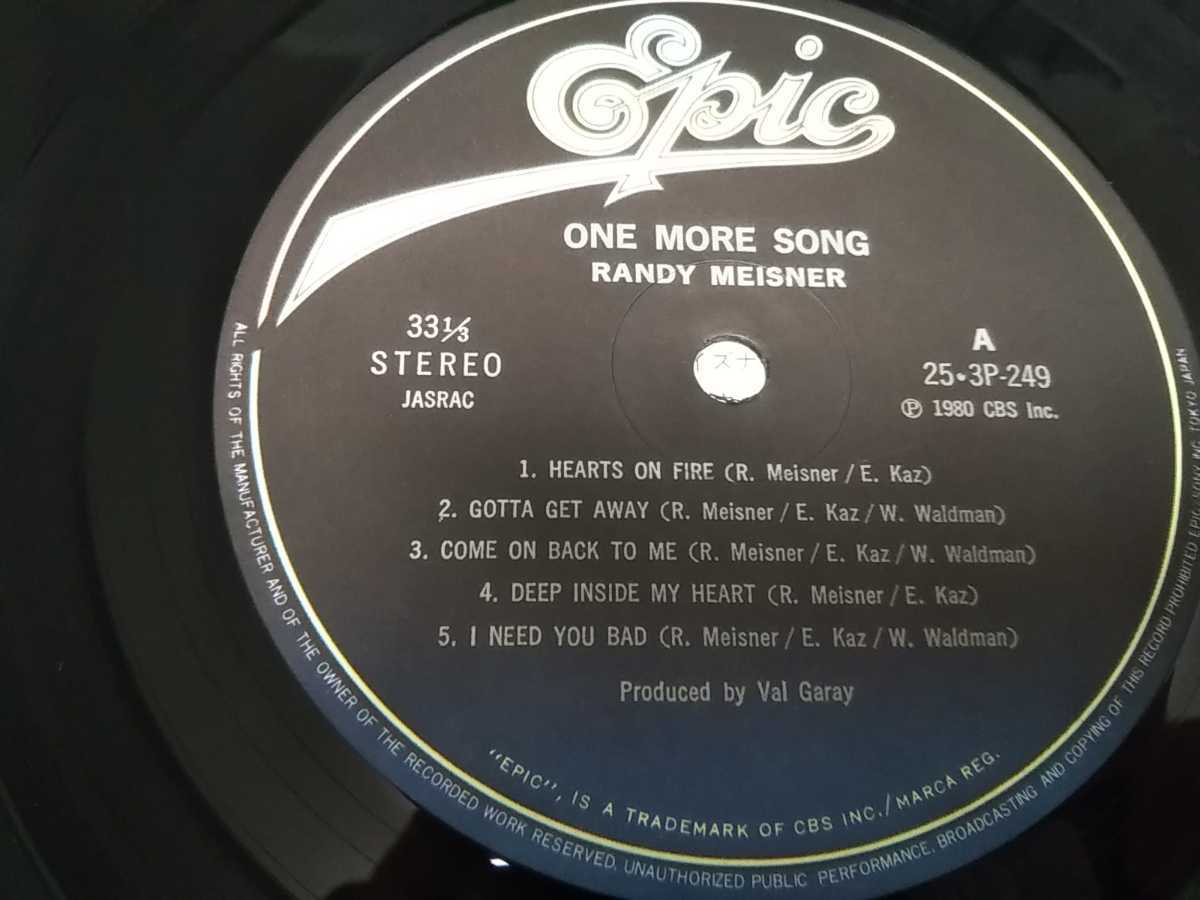 Epic
ONE MORE SONG
RANDY MEISNER
33⅓
STEREO
JASRAC
A
25・3P-249
Ⓟ 1980 CBS Inc.
ズナ
1. HEARTS ON FIRE (R. Meisner / E. Kaz)
2. GOTTA GET AWAY (R. Meisner / E. Kaz / W. Waldman)
3. COME ON BACK TO ME (R. Meisner / E. Kaz / W. Waldman)
4. DEEP INSIDE MY HEART (R. Meisner / E. Kaz)
5. I NEED YOU BAD (R. Meisner / E. Kaz / W. Waldman)
Produced by Val Garay
"EPIC", IS A TRADEMARK OF CBS INC./MARCA REG.
ALL RIGHTS OF THE MANUFACTURER AND OF THE OWNER OF THE RECORDED WORK RESERVED. UNAUTHORIZED PUBLIC PERFORMANCE, BROADCASTING AND COPYING OF THIS RECORD PROHIBITED INC. TOKYO JAPAN